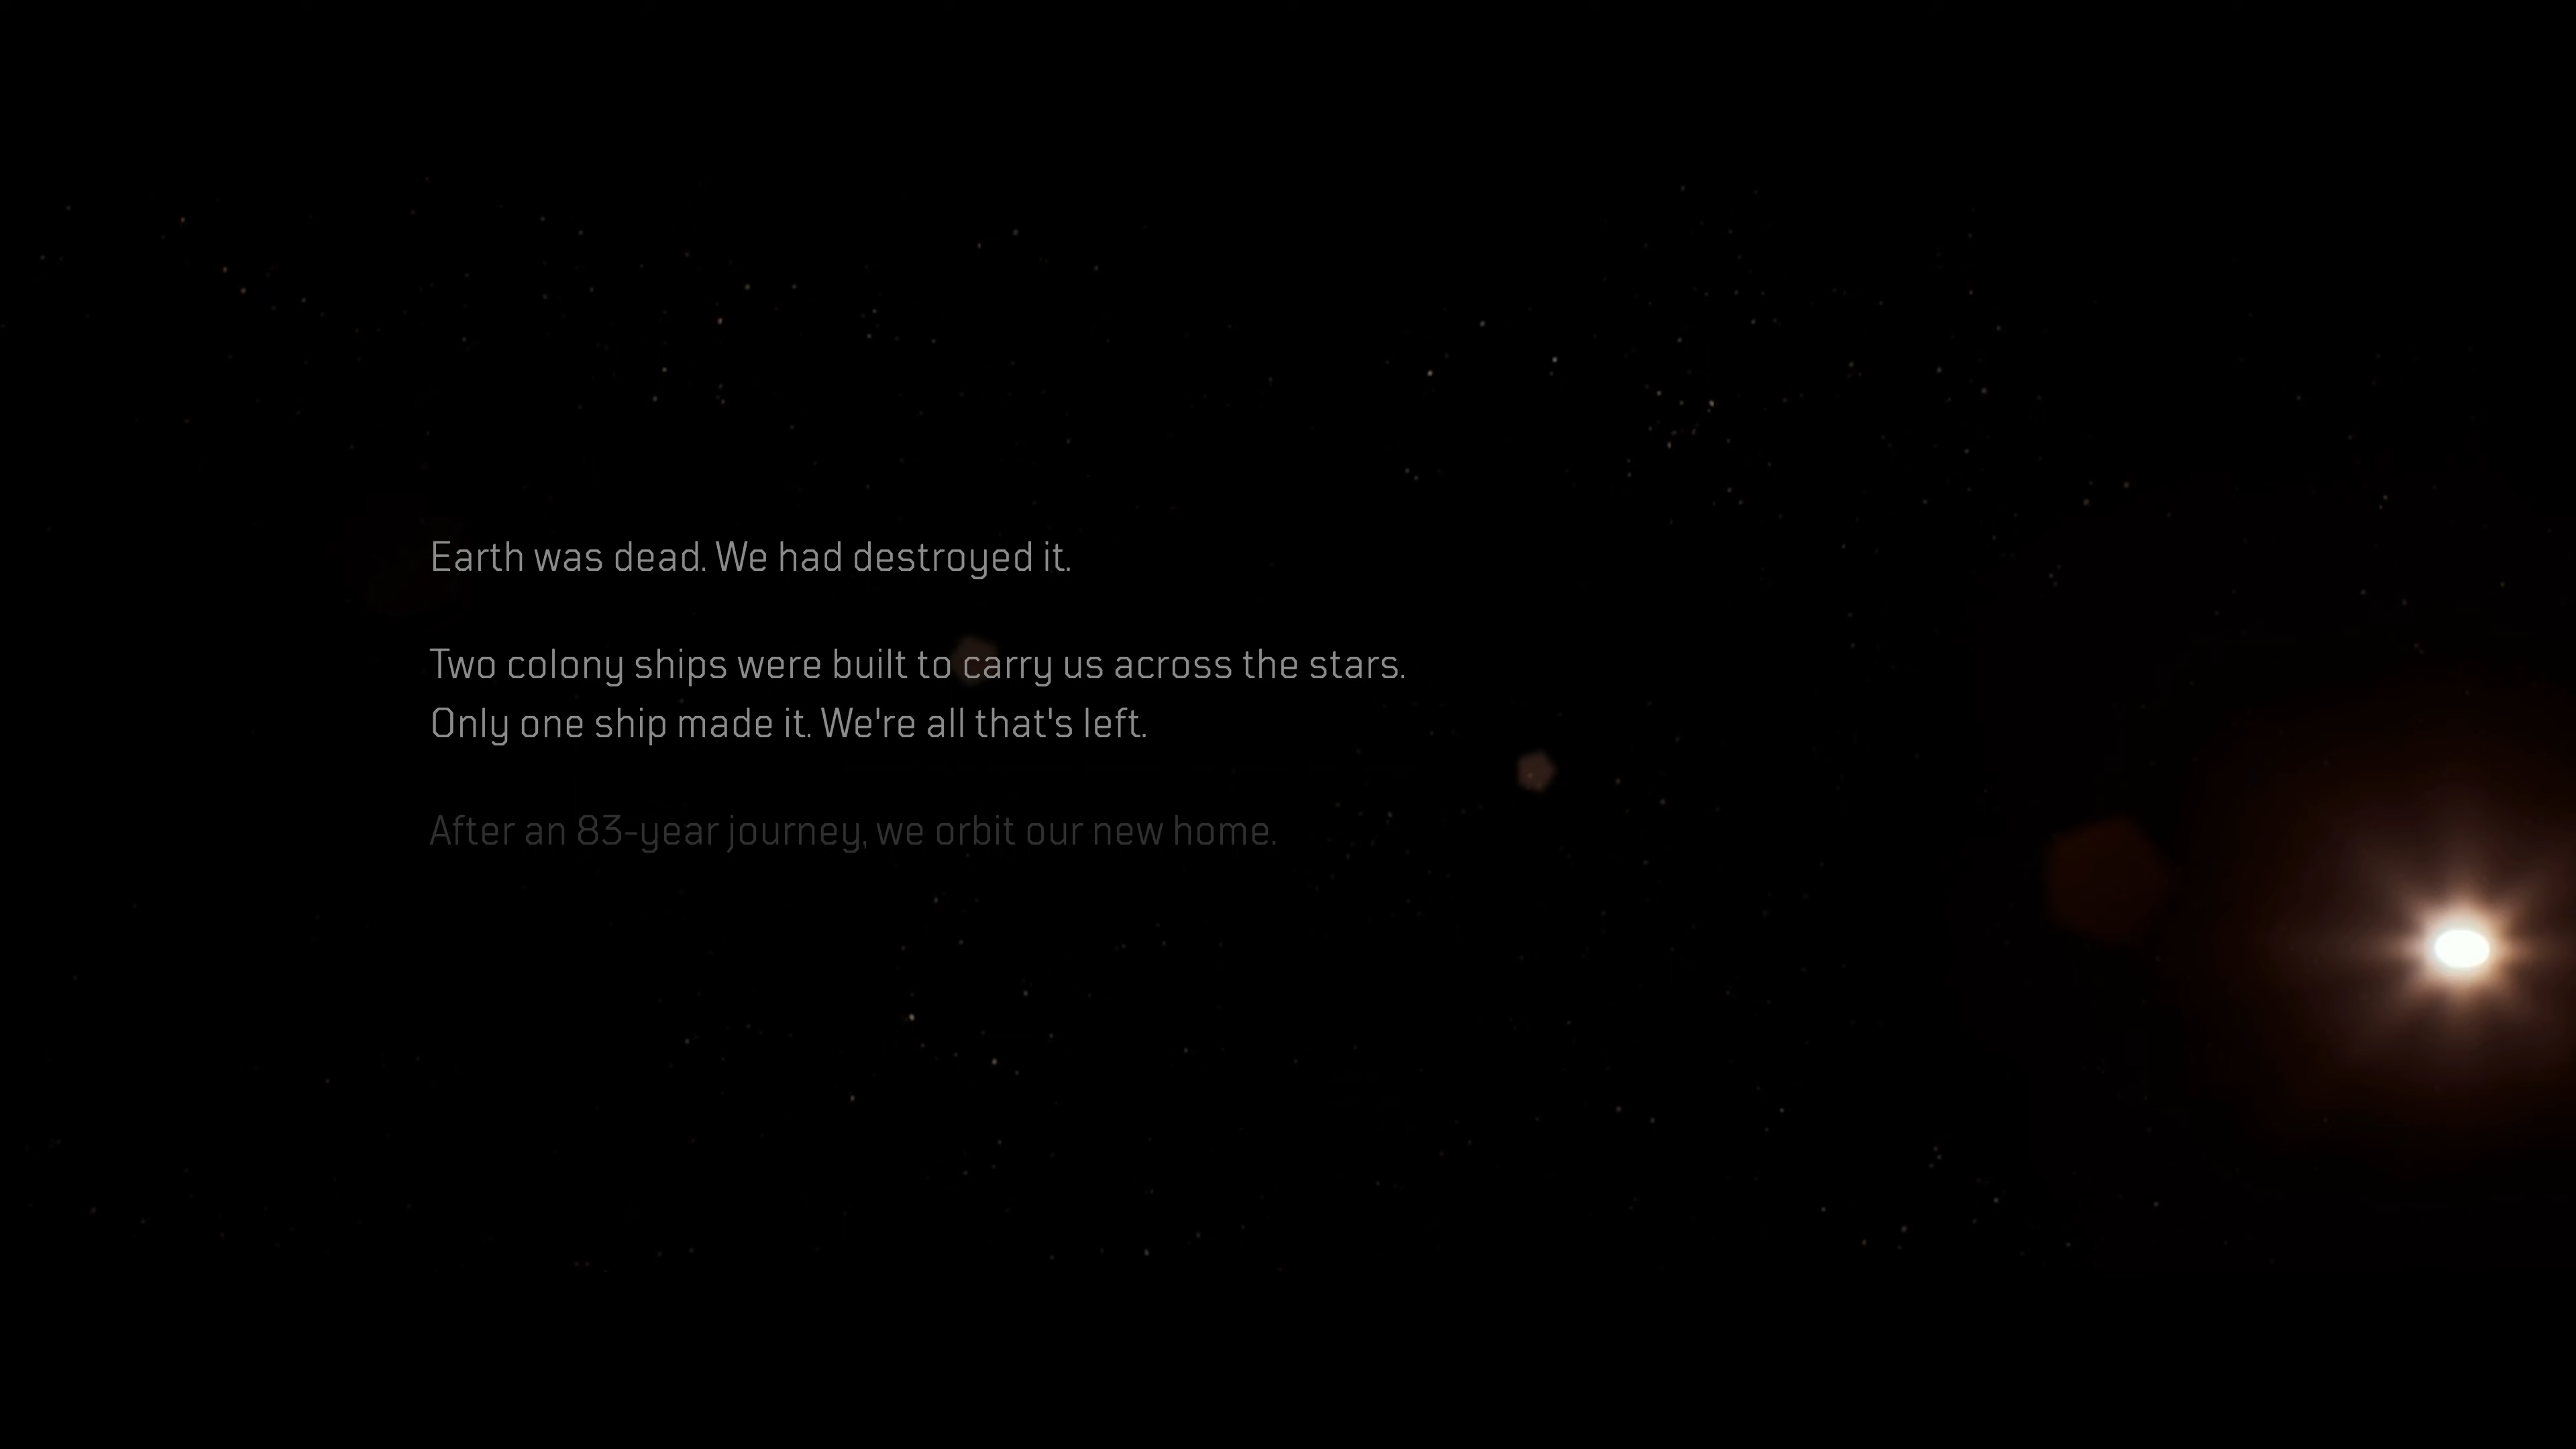 Earth was dead. We had destroyed it.
Two colony ships were built to carry us across the stars.
Only one ship made it. We're all that's left.
After an 83-year journey, we orbit our new home.